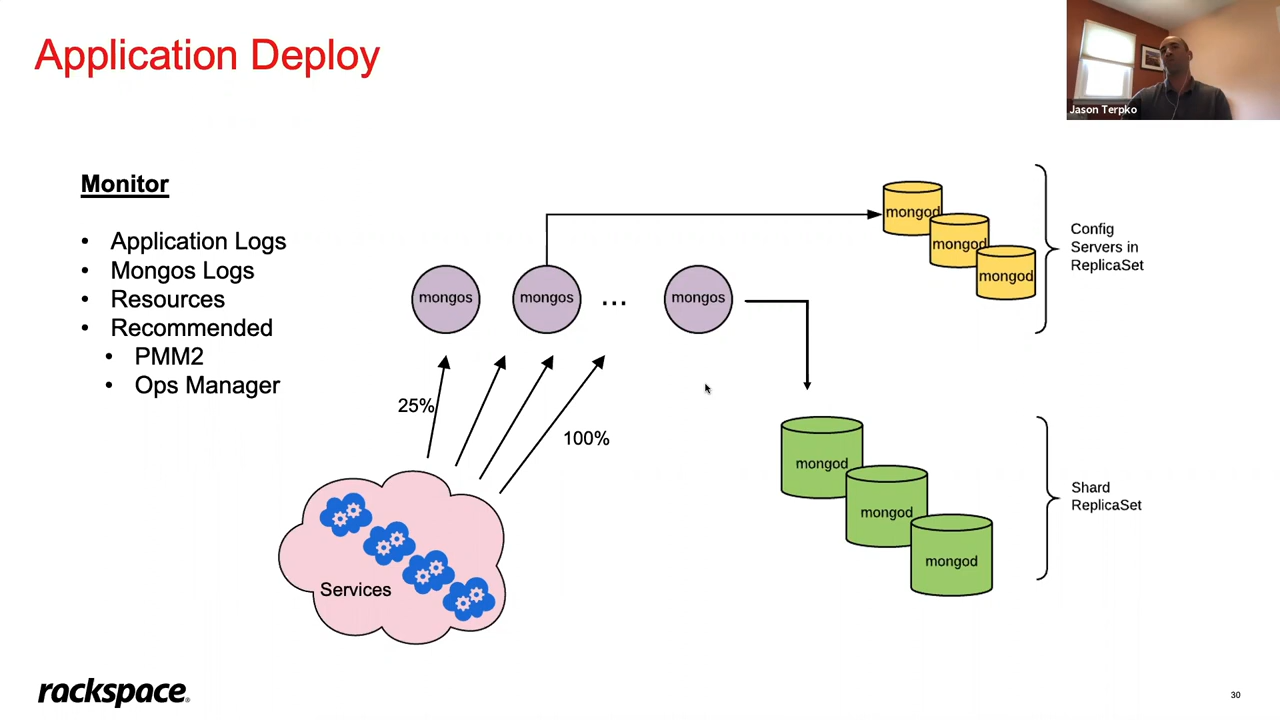 Application Deploy
Jason Terpko
Monitor
• Application Logs
• Mongos Logs
• Resources
• Recommended
• PMM2
• Ops Manager
mongos
mongos
...
mongos
25%
100%
Services
mongod
mongod
mongod
Config
Servers in
ReplicaSet
mongod
mongod
mongod
Shard
ReplicaSet
rackspace®
30